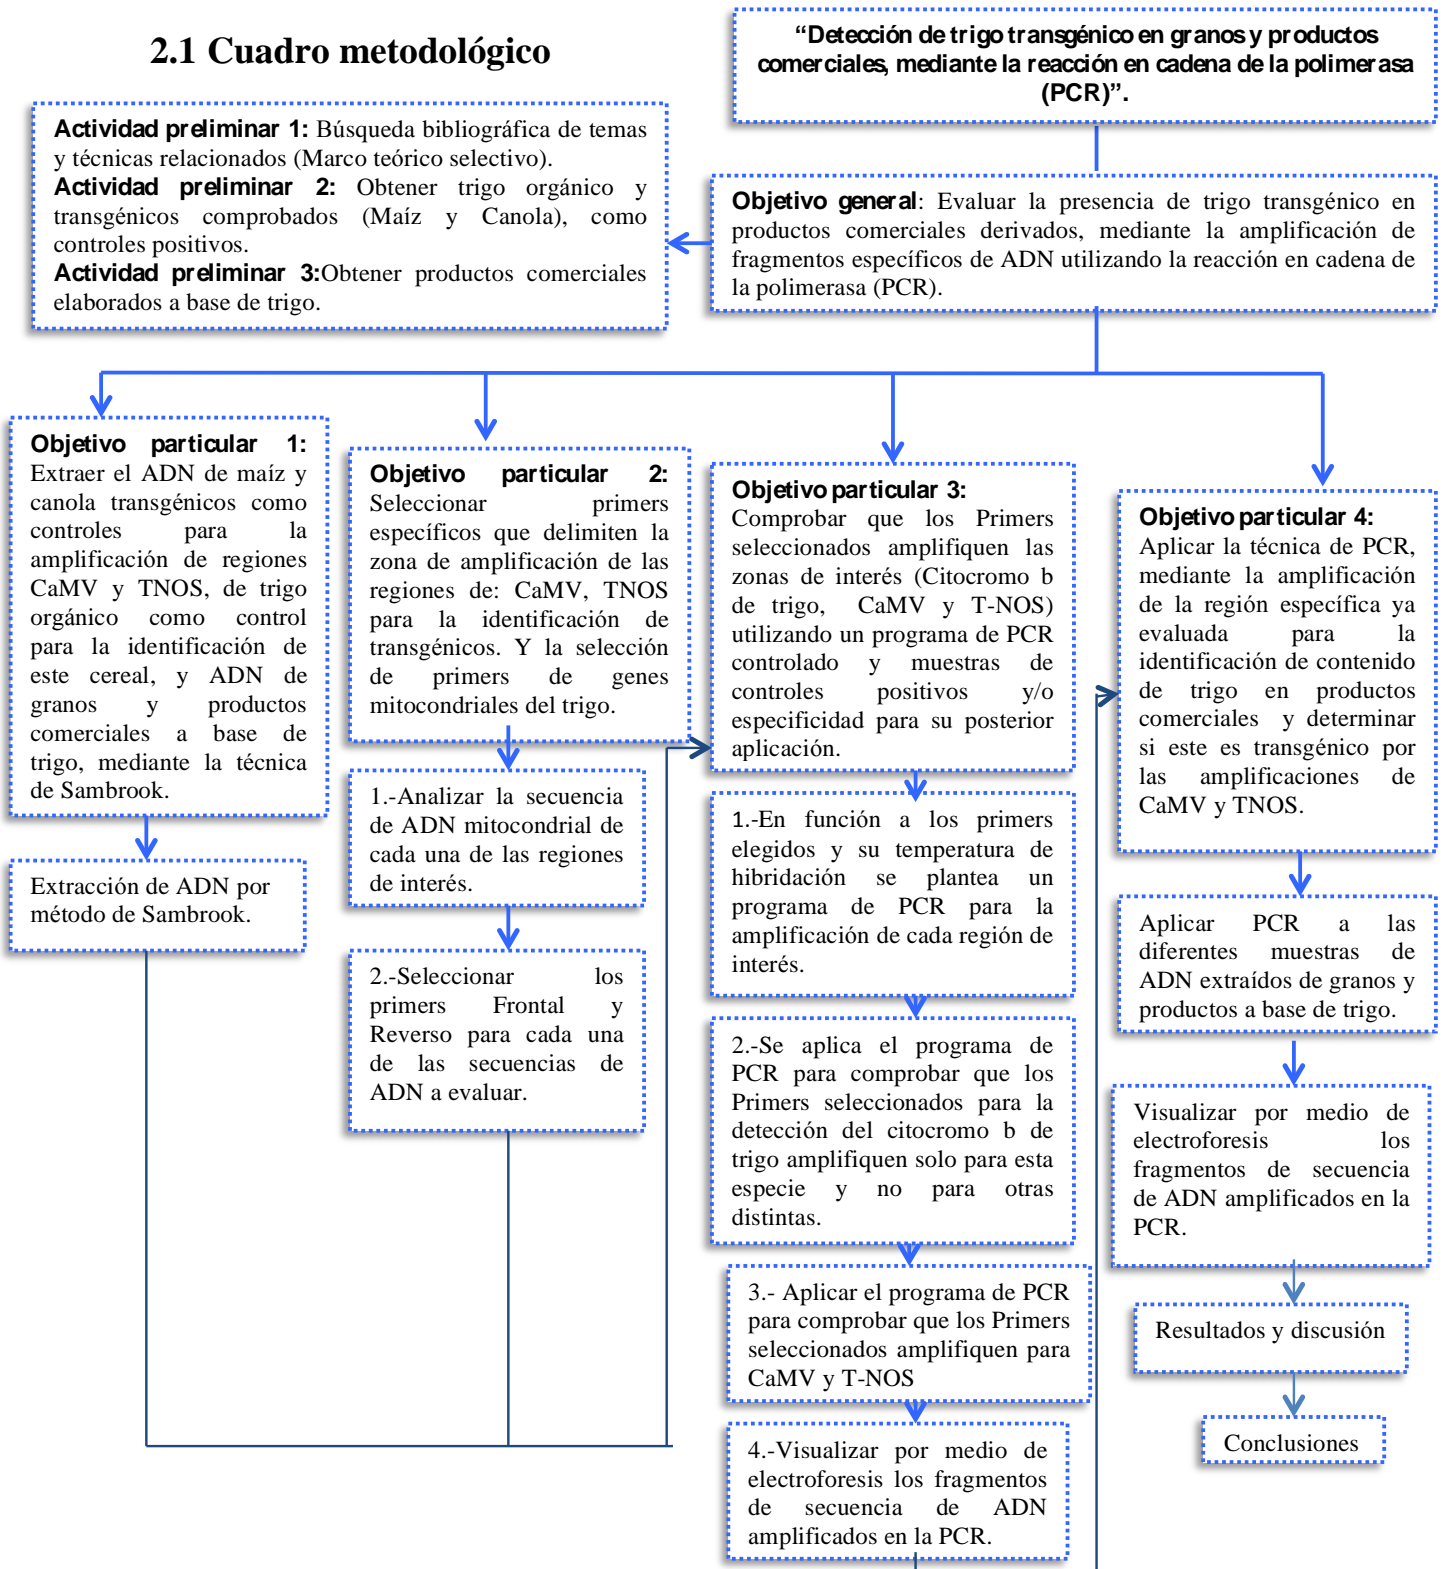 2.1 Cuadro metodológico
“Detección de trigo transgénico en granos y productos
comerciales, mediante la reacción en cadena de la polimerasa
(PCR)”.
Actividad preliminar 1: Búsqueda bibliográfica de temas
y técnicas relacionados (Marco teórico selectivo).
Actividad preliminar 2: Obtener trigo orgánico y
transgénicos comprobados (Maíz y Canola), como
controles positivos.
Actividad preliminar 3:Obtener productos comerciales
elaborados a base de trigo.
Objetivo general: Evaluar la presencia de trigo transgénico en
productos comerciales derivados, mediante la amplificación de
fragmentos específicos de ADN utilizando la reacción en cadena de
la polimerasa (PCR).
Objetivo particular 1:
Extraer el ADN de maíz y
canola transgénicos como
controles para la
amplificación de regiones
CaMV y TNOS, de trigo
orgánico como control
para la identificación de
este cereal, y ADN de
granos y productos
comerciales a base de
trigo, mediante la técnica
de Sambrook.
Extracción de ADN por
método de Sambrook.
Objetivo particular 2:
Seleccionar primers
específicos que delimiten la
zona de amplificación de las
regiones de: CaMV, TNOS
para la identificación de
transgénicos. Y la selección
de primers de genes
mitocondriales del trigo.
1.-Analizar la secuencia
de ADN mitocondrial de
cada una de las regiones
de interés.
2.-Seleccionar los
primers Frontal y
Reverso para cada una
de las secuencias de
ADN a evaluar.
Objetivo particular 3:
Comprobar que los Primers
seleccionados amplifiquen las
zonas de interés (Citocromo b
de trigo, CaMV y T-NOS)
utilizando un programa de PCR
controlado y muestras de
controles positivos y/o
especificidad para su posterior
aplicación.
1.-En función a los primers
elegidos y su temperatura de
hibridación se plantea un
programa de PCR para la
amplificación de cada región de
interés.
2.-Se aplica el programa de
PCR para comprobar que los
Primers seleccionados para la
detección del citocromo b de
trigo amplifiquen solo para esta
especie y no para otras
distintas.
3.- Aplicar el programa de PCR
para comprobar que los Primers
seleccionados amplifiquen para
CaMV y T-NOS
4.-Visualizar por medio de
electroforesis los fragmentos
de secuencia de ADN
amplificados en la PCR.
Objetivo particular 4:
Aplicar la técnica de PCR,
mediante la amplificación
de la región específica ya
evaluada para la
identificación de contenido
de trigo en productos
comerciales y determinar
si este es transgénico por
las amplificaciones de
CaMV y TNOS.
Aplicar PCR a las
diferentes muestras de
ADN extraídos de granos y
productos a base de trigo.
Visualizar por medio de
electroforesis los
fragmentos de secuencia
de ADN amplificados en la
PCR.
Resultados y discusión
Conclusiones